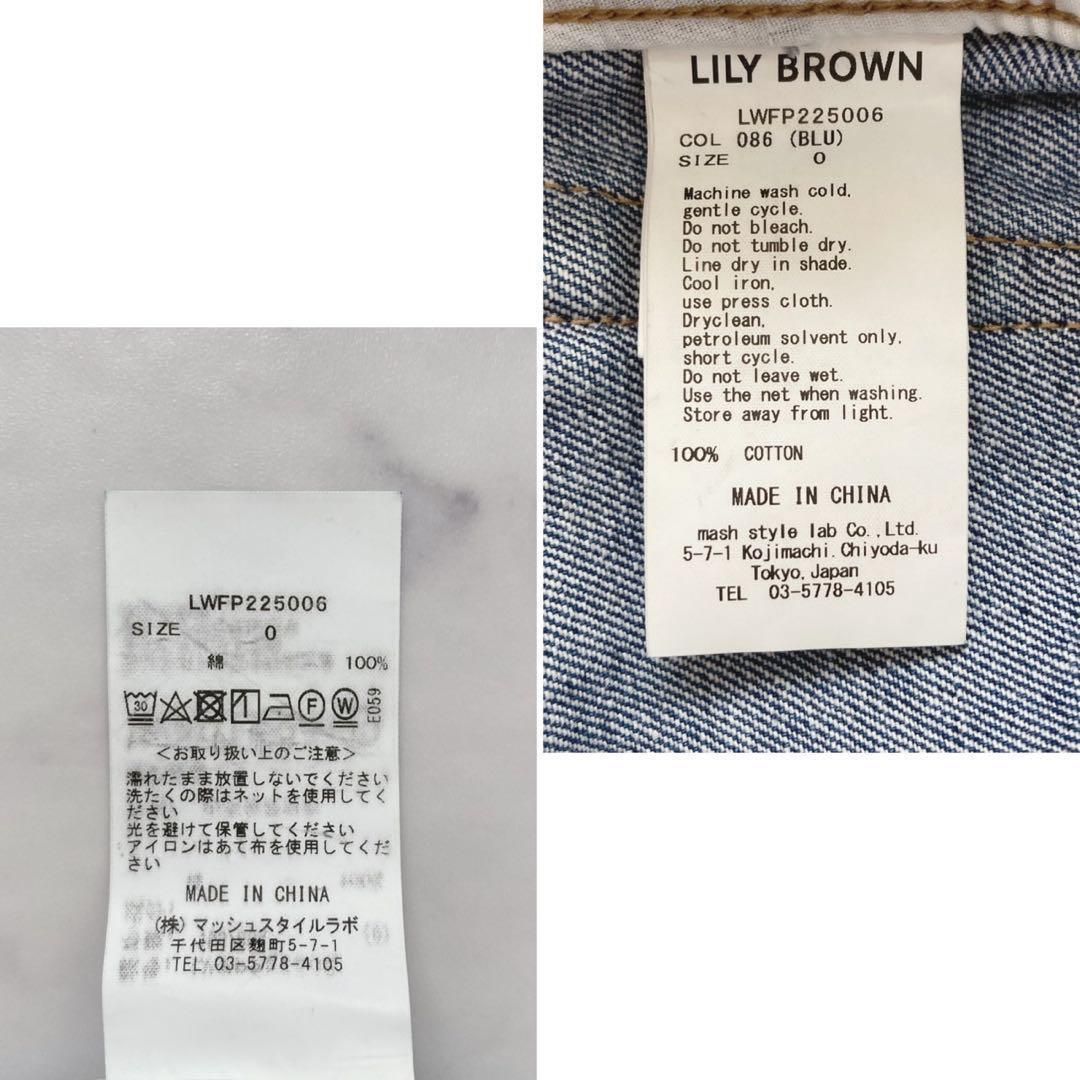 LILY BROWN
LWFP225006
COL 086 (BLU)
SIZE 0
Machine wash cold,
gentle cycle.
Do not bleach.
Do not tumble dry.
Line dry in shade.
Cool iron,
use press cloth.
Dryclean,
petroleum solvent only,
short cycle.
Do not leave wet.
Use the net when washing.
Store away from light.
100% COTTON
MADE IN CHINA
mash style lab Co.,Ltd.
5-7-1 Kojimachi.Chiyoda-ku
Tokyo,Japan
TEL 03-5778-4105
LWFP225006
SIZE 0
綿 100%
30 F W E059
<お取り扱い上のご注意>
濡れたまま放置しないでください
洗たくの際はネットを使用してく
ださい
光を避けて保管してください
アイロンはあて布を使用してくだ
さい
MADE IN CHINA
(株)マッシュスタイルラボ
千代田区麹町5-7-1
TEL 03-5778-4105